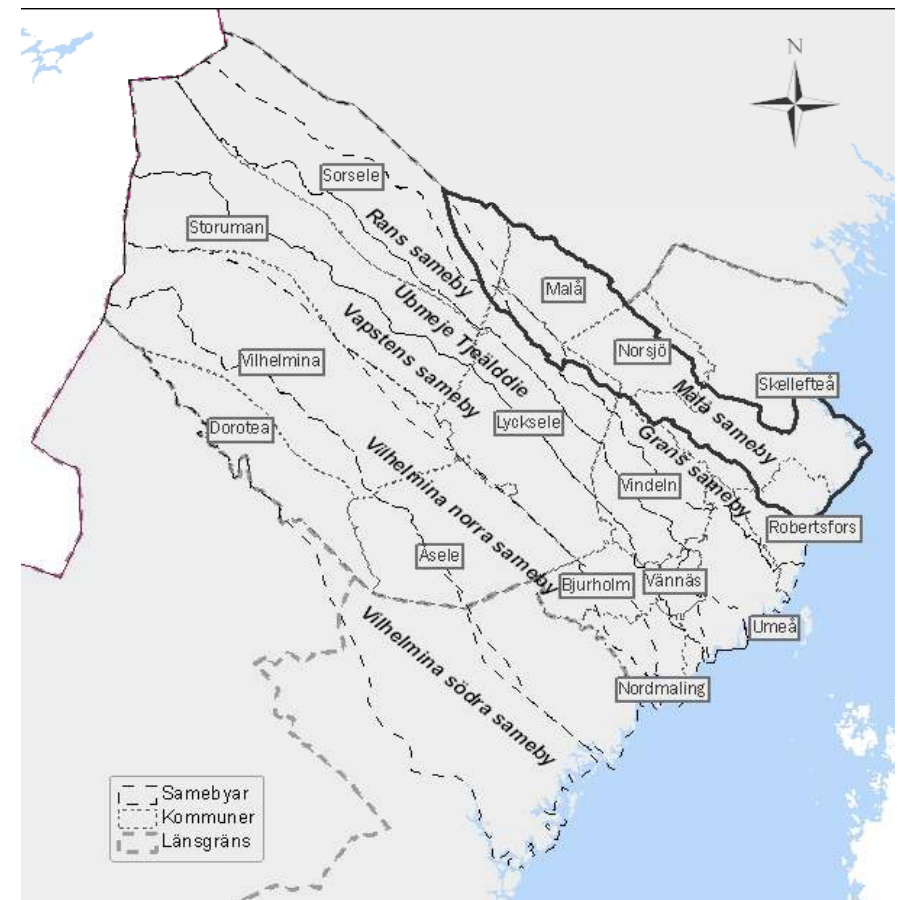 N
Sorsele
Storuman
Rans sameby
Malå
Ubmeje Tjeälddie
Vapstens sameby
Norsjö
Vilhelmina
Skellefteå
Malå sameby
Dorotea
Lycksele
Grans sameby
Vindeln
Vilhelmina norra sameby
Robertsfors
Åsele
Bjurholm
Vännäs
Umeå
Vilhelmina södra sameby
Nordmaling
Samebyar
Kommuner
Länsgräns